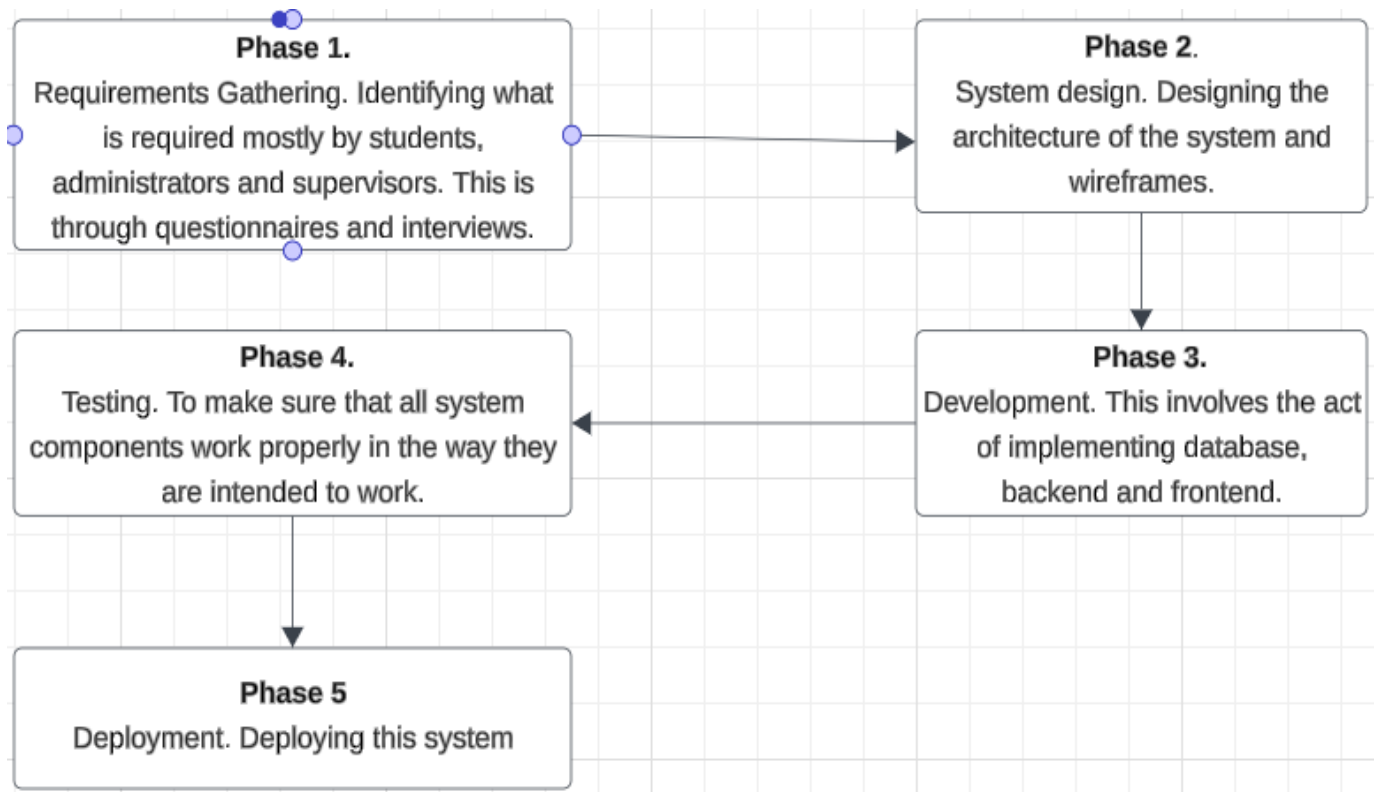 Phase 1.
Requirements Gathering. Identifying what
is required mostly by students,
administrators and supervisors. This is
through questionnaires and interviews.
Phase 2.
System design. Designing the
architecture of the system and
wireframes.
Phase 3.
Development. This involves the act
of implementing database,
backend and frontend.
Phase 4.
Testing. To make sure that all system
components work properly in the way they
are intended to work.
Phase 5
Deployment. Deploying this system